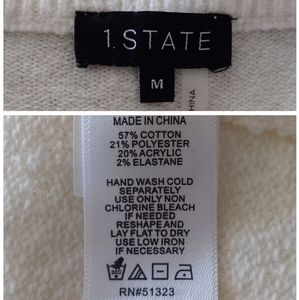 1.STATE
M
CHINA
MADE IN CHINA
57% COTTON
21% POLYESTER
20% ACRYLIC
2% ELASTANE
HAND WASH COLD
SEPARATELY
USE ONLY NON
CHLORINE BLEACH
IF NEEDED
RESHAPE AND
LAY FLAT TO DRY
USE LOW IRON
IF NECESSARY
RN#51323